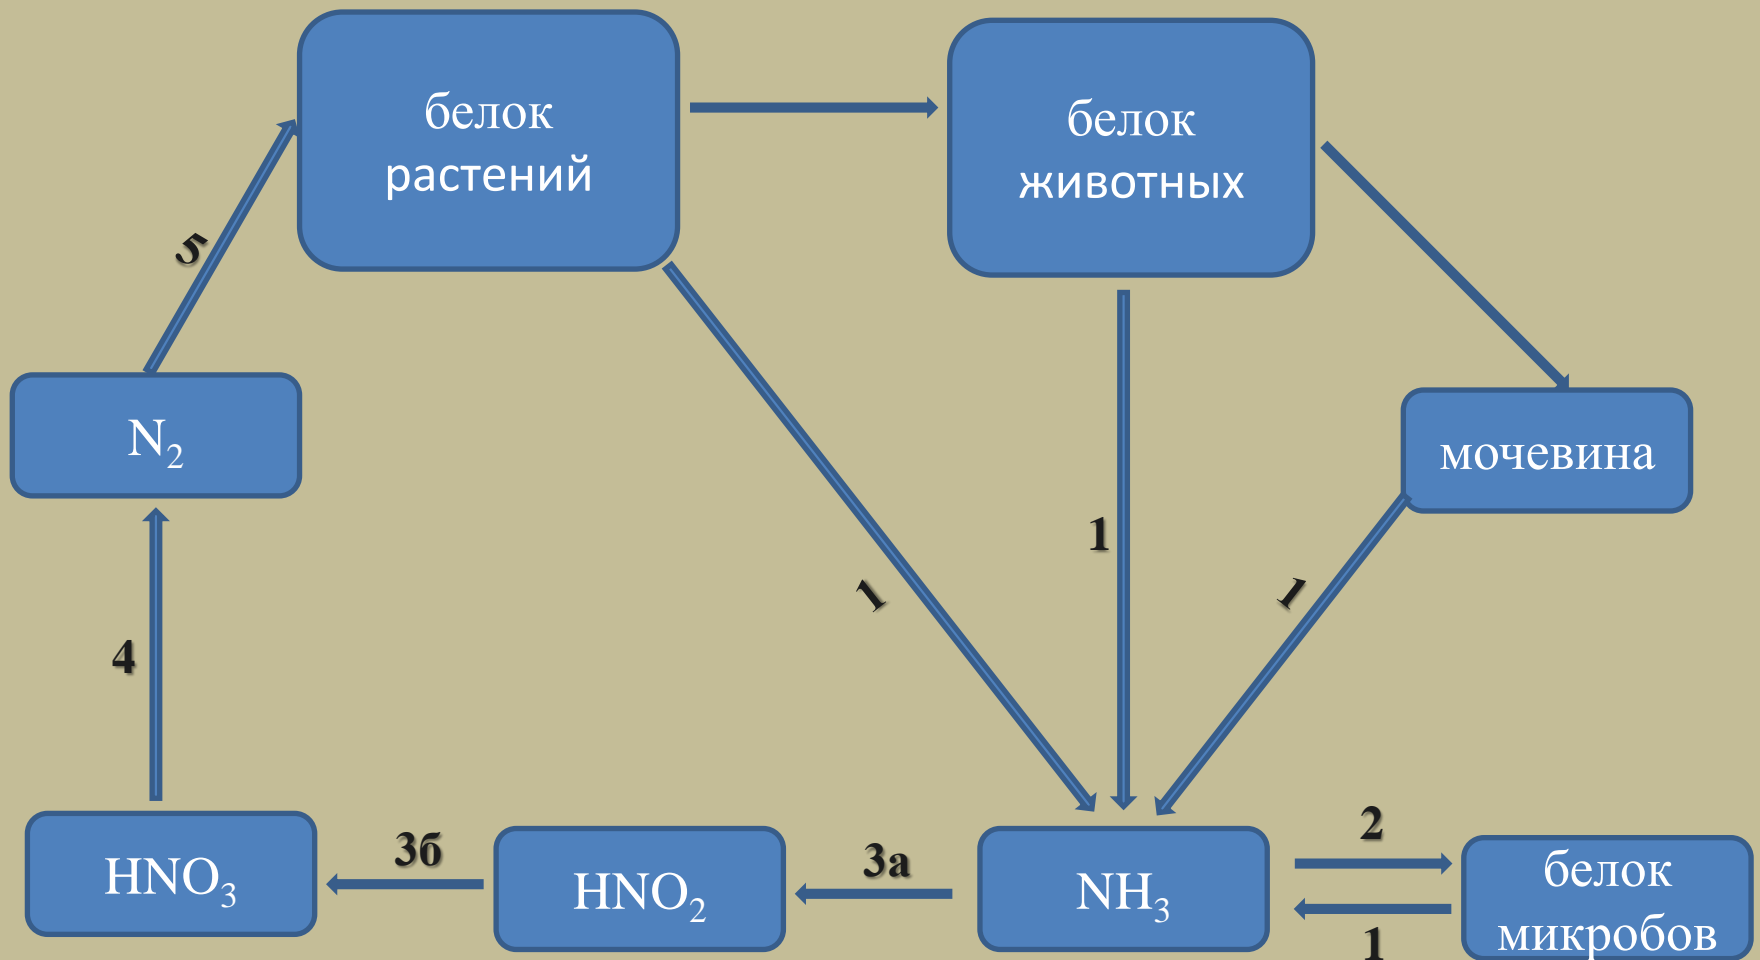 белок
растений
белок
животных
5
N₂
мочевина
1
1
1
4
HNO₃
3б
HNO₂
3а
NH₃
2
1
белок
микробов